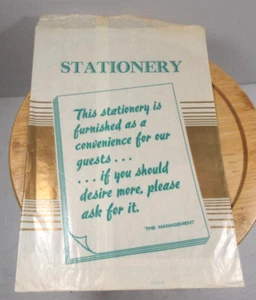 STATIONERY
This stationery is
furnished as a
convenience for our
guests...
...if you should
desire more, please
ask for it.
THE MANAGEMENT